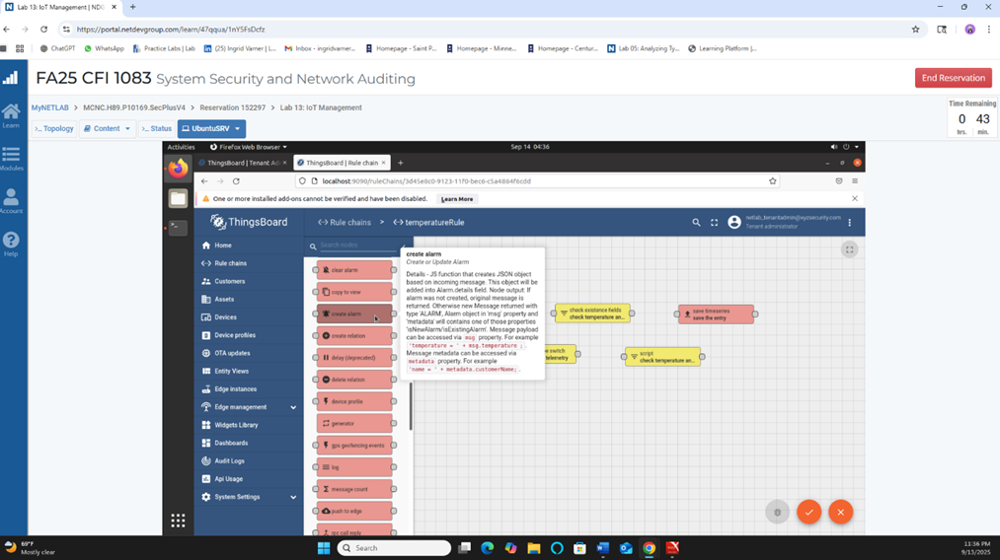 Lab 13: IoT Management | NDG
https://portal.netdevgroup.com/learn/47qqua/1nY5FsDcfz
ChatGPT
WhatsApp
Practice Labs | Lab
(25) Ingrid Varner | L...
Inbox - ingridvarner...
Homepage - Saint P...
Homepage - Minne...
Homepage - Centur...
Lab 05: Analyzing Ty...
Learning Platform |...
FA25 CFI 1083 System Security and Network Auditing
End Reservation
MyNETLAB > MCNC.H89.P10169.SecPlusV4 > Reservation 152297 > Lab 13: IoT Management
Time Remaining
0 43
hrs. min.
Topology
Content
Status
UbuntuSRV
Learn
Modules
Account
Help
Activities
Firefox Web Browser
Sep 14 04:36
ThingsBoard | Tenant Ad
ThingsBoard | Rule chain
One or more installed add-ons cannot be verified and have been disabled.
Learn More
ThingsBoard
Rule chains > temperatureRule
netlab_tenantadmin@xyzsecurity.com
Tenant administrator
Home
Rule chains
Customers
Assets
Devices
Device profiles
OTA updates
Entity Views
Edge instances
Edge management
Widgets Library
Dashboards
Audit Logs
Api Usage
System Settings
Search nodes
clear alarm
copy to view
create alarm
create relation
delay (deprecated)
delete relation
device profile
generator
gps geofencing events
log
message count
push to edge
rpc call reply
create alarm
Create or Update Alarm
Details - JS function that creates JSON object
based on incoming message. This object will be
added into Alarm.details field. Node output: If
alarm was not created, original message is
returned. Otherwise new Message returned with
type 'ALARM', Alarm object in 'msg' property and
'metadata' will contains one of those properties
'isNewAlarm/isExistingAlarm'. Message payload
can be accessed via msg property. For example
'temperature = ' + msg.temperature ; .
Message metadata can be accessed via
metadata property. For example
'name = ' + metadata.customerName; .
check existence fields
check temperature an...
save timeseries
save the entry
switch
script
check temperature an...
69°F
Mostly clear
Search
11:36 PM
9/13/2025